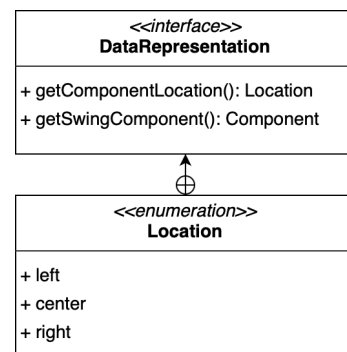 <<interface>>
DataRepresentation
+ getComponentLocation(): Location
+ getSwingComponent(): Component
<<enumeration>>
Location
+ left
+ center
+ right